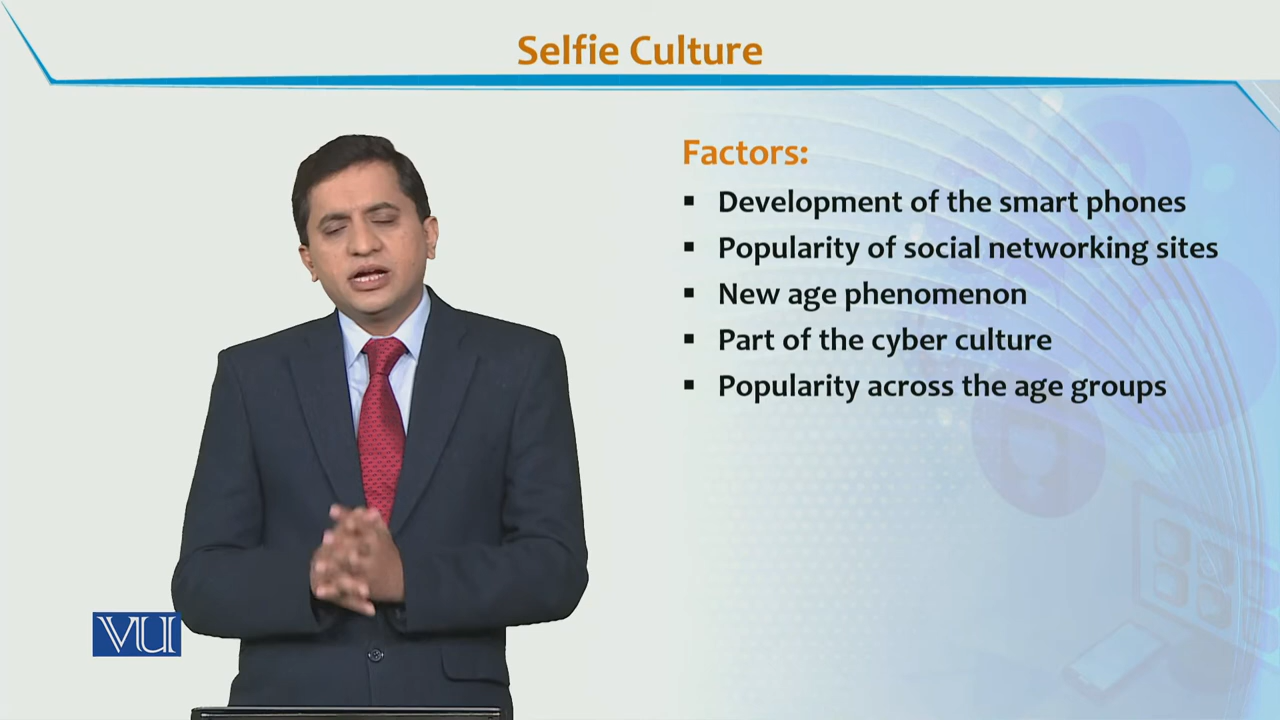 Selfie Culture
Factors:
▪ Development of the smart phones
▪ Popularity of social networking sites
▪ New age phenomenon
▪ Part of the cyber culture
▪ Popularity across the age groups
VU